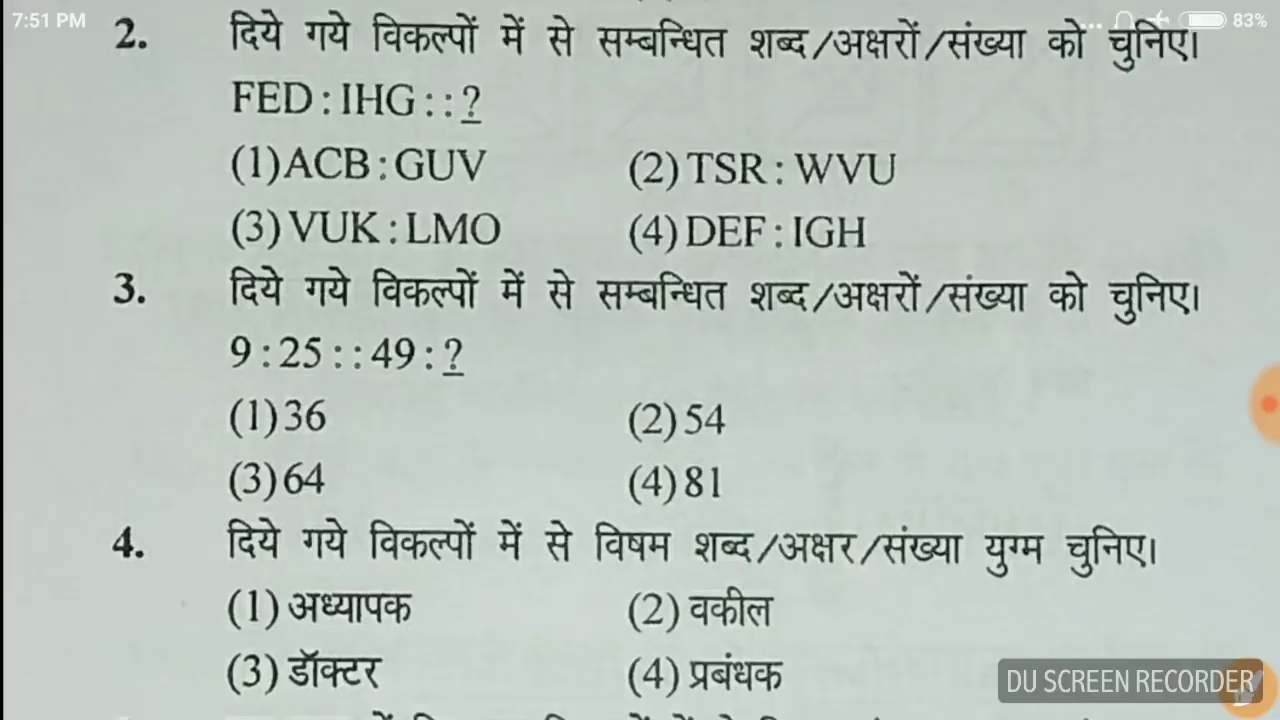 7:51 PM
83%
2. दिये गये विकल्पों में से सम्बन्धित शब्द/अक्षरों/संख्या को चुनिए।
FED : IHG : : ?
(1) ACB : GUV (2) TSR : WVU
(3) VUK : LMO (4) DEF : IGH
3. दिये गये विकल्पों में से सम्बन्धित शब्द/अक्षरों/संख्या को चुनिए।
9 : 25 : : 49 : ?
(1) 36 (2) 54
(3) 64 (4) 81
4. दिये गये विकल्पों में से विषम शब्द/अक्षर/संख्या युग्म चुनिए।
(1) अध्यापक (2) वकील
(3) डॉक्टर (4) प्रबंधक
DU SCREEN RECORDER